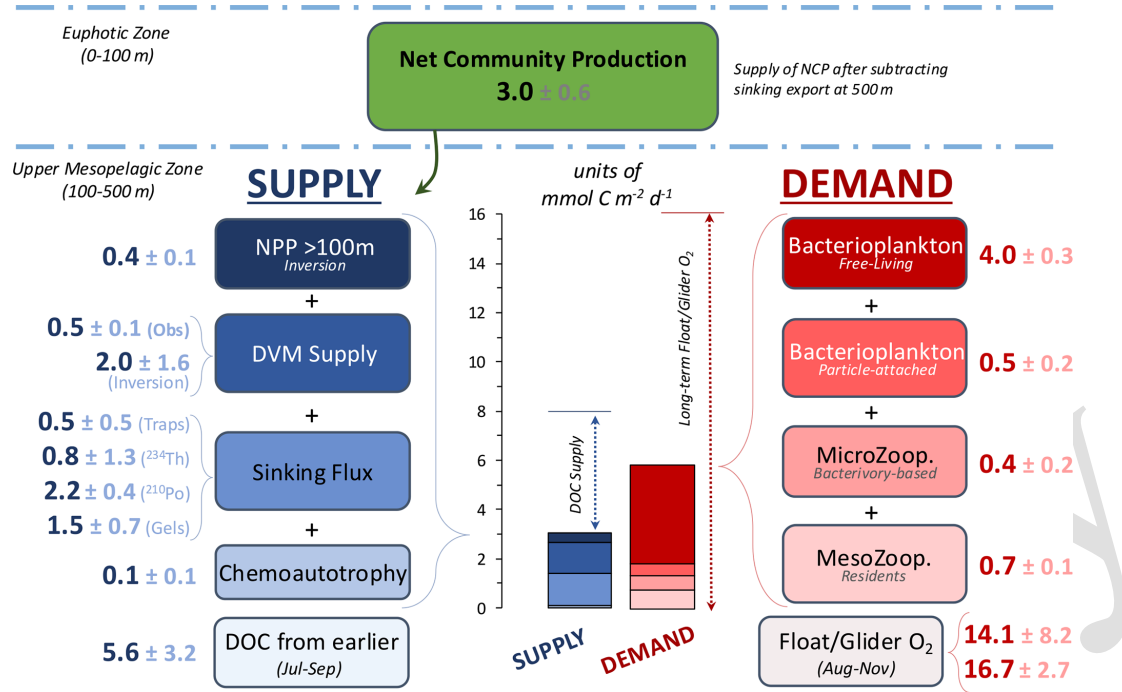 Euphotic Zone
(0-100 m)
Net Community Production
3.0 ± 0.6
Supply of NCP after subtracting
sinking export at 500 m
Upper Mesopelagic Zone
(100-500 m)
SUPPLY
units of
mmol C m⁻² d⁻¹
DEMAND
0.4 ± 0.1
NPP >100m
Inversion
+
0.5 ± 0.1 (Obs)
2.0 ± 1.6
(Inversion)
DVM Supply
+
0.5 ± 0.5 (Traps)
0.8 ± 1.3 (²³⁴Th)
2.2 ± 0.4 (²¹⁰Po)
1.5 ± 0.7 (Gels)
Sinking Flux
+
0.1 ± 0.1
Chemoautotrophy
5.6 ± 3.2
DOC from earlier
(Jul-Sep)
16
14
12
10
8
6
4
2
0
DOC Supply
Long-term Float/Glider O₂
SUPPLY
DEMAND
Bacterioplankton
Free-Living
4.0 ± 0.3
+
Bacterioplankton
Particle-attached
0.5 ± 0.2
+
MicroZoop.
Bacterivory-based
0.4 ± 0.2
+
MesoZoop.
Residents
0.7 ± 0.1
Float/Glider O₂
(Aug-Nov)
14.1 ± 8.2
16.7 ± 2.7
y